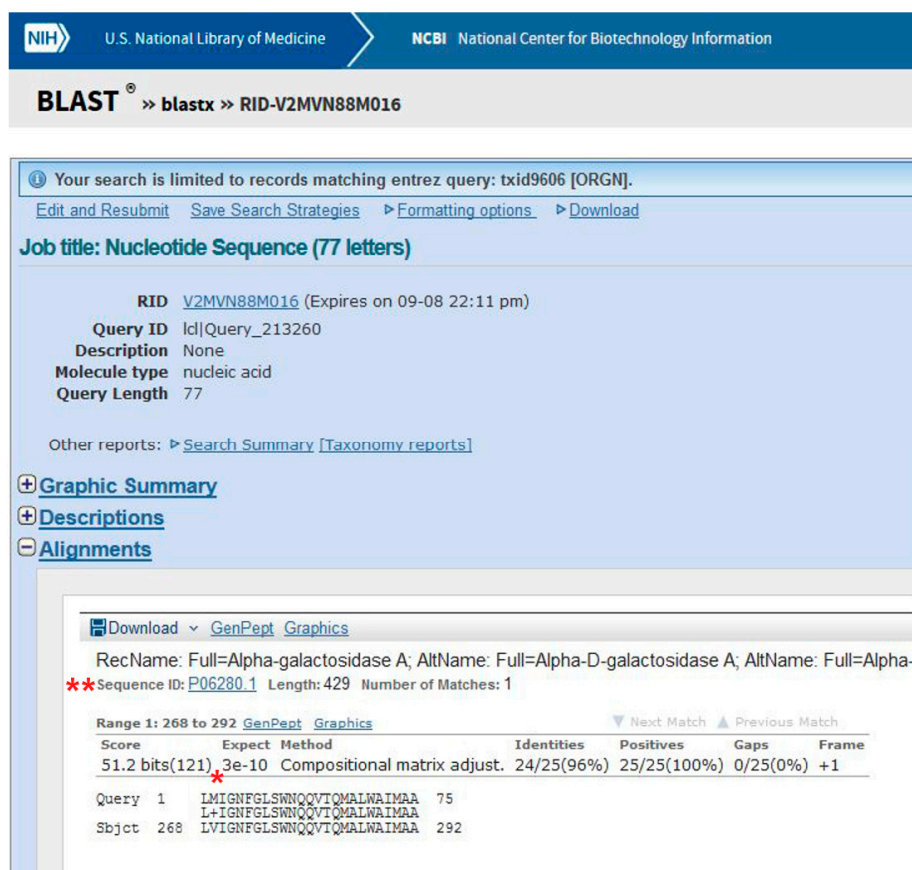 NIH U.S. National Library of Medicine NCBI National Center for Biotechnology Information
BLAST ® » blastx » RID-V2MVN88M016
Your search is limited to records matching entrez query: txid9606 [ORGN].
Edit and Resubmit Save Search Strategies Formatting options Download
Job title: Nucleotide Sequence (77 letters)
RID V2MVN88M016 (Expires on 09-08 22:11 pm)
Query ID lcl|Query_213260
Description None
Molecule type nucleic acid
Query Length 77
Other reports: Search Summary [Taxonomy reports]
Graphic Summary
Descriptions
Alignments
Download GenPept Graphics
RecName: Full=Alpha-galactosidase A; AltName: Full=Alpha-D-galactosidase A; AltName: Full=Alpha-
**Sequence ID: P06280.1 Length: 429 Number of Matches: 1
Range 1: 268 to 292 GenPept Graphics Next Match Previous Match
Score Expect Method Identities Positives Gaps Frame
51.2 bits(121) 3e-10 Compositional matrix adjust. 24/25(96%) 25/25(100%) 0/25(0%) +1
*
Query 1 LMIGNFGLSWNQQVTQMALWAIMAA 75
L+IGNFGLSWNQQVTQMALWAIMAA
Sbjct 268 LVIGNFGLSWNQQVTQMALWAIMAA 292